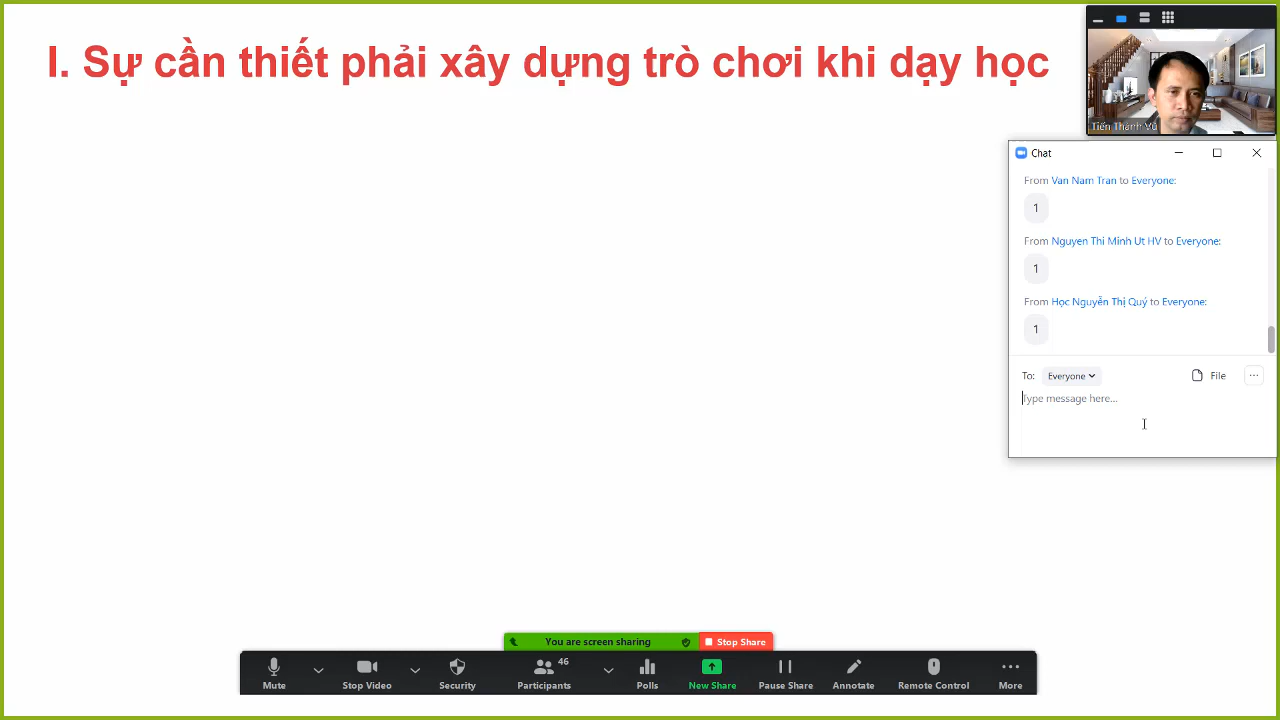 I. Sự cần thiết phải xây dựng trò chơi khi dạy học
Tiến Thành Vũ
Chat
From Van Nam Tran to Everyone:
1
From Nguyen Thi Minh Ut HV to Everyone:
1
From Học Nguyễn Thị Quý to Everyone:
1
To: Everyone File
Type message here...
You are screen sharing Stop Share
46
Mute Stop Video Security Participants Polls New Share Pause Share Annotate Remote Control More